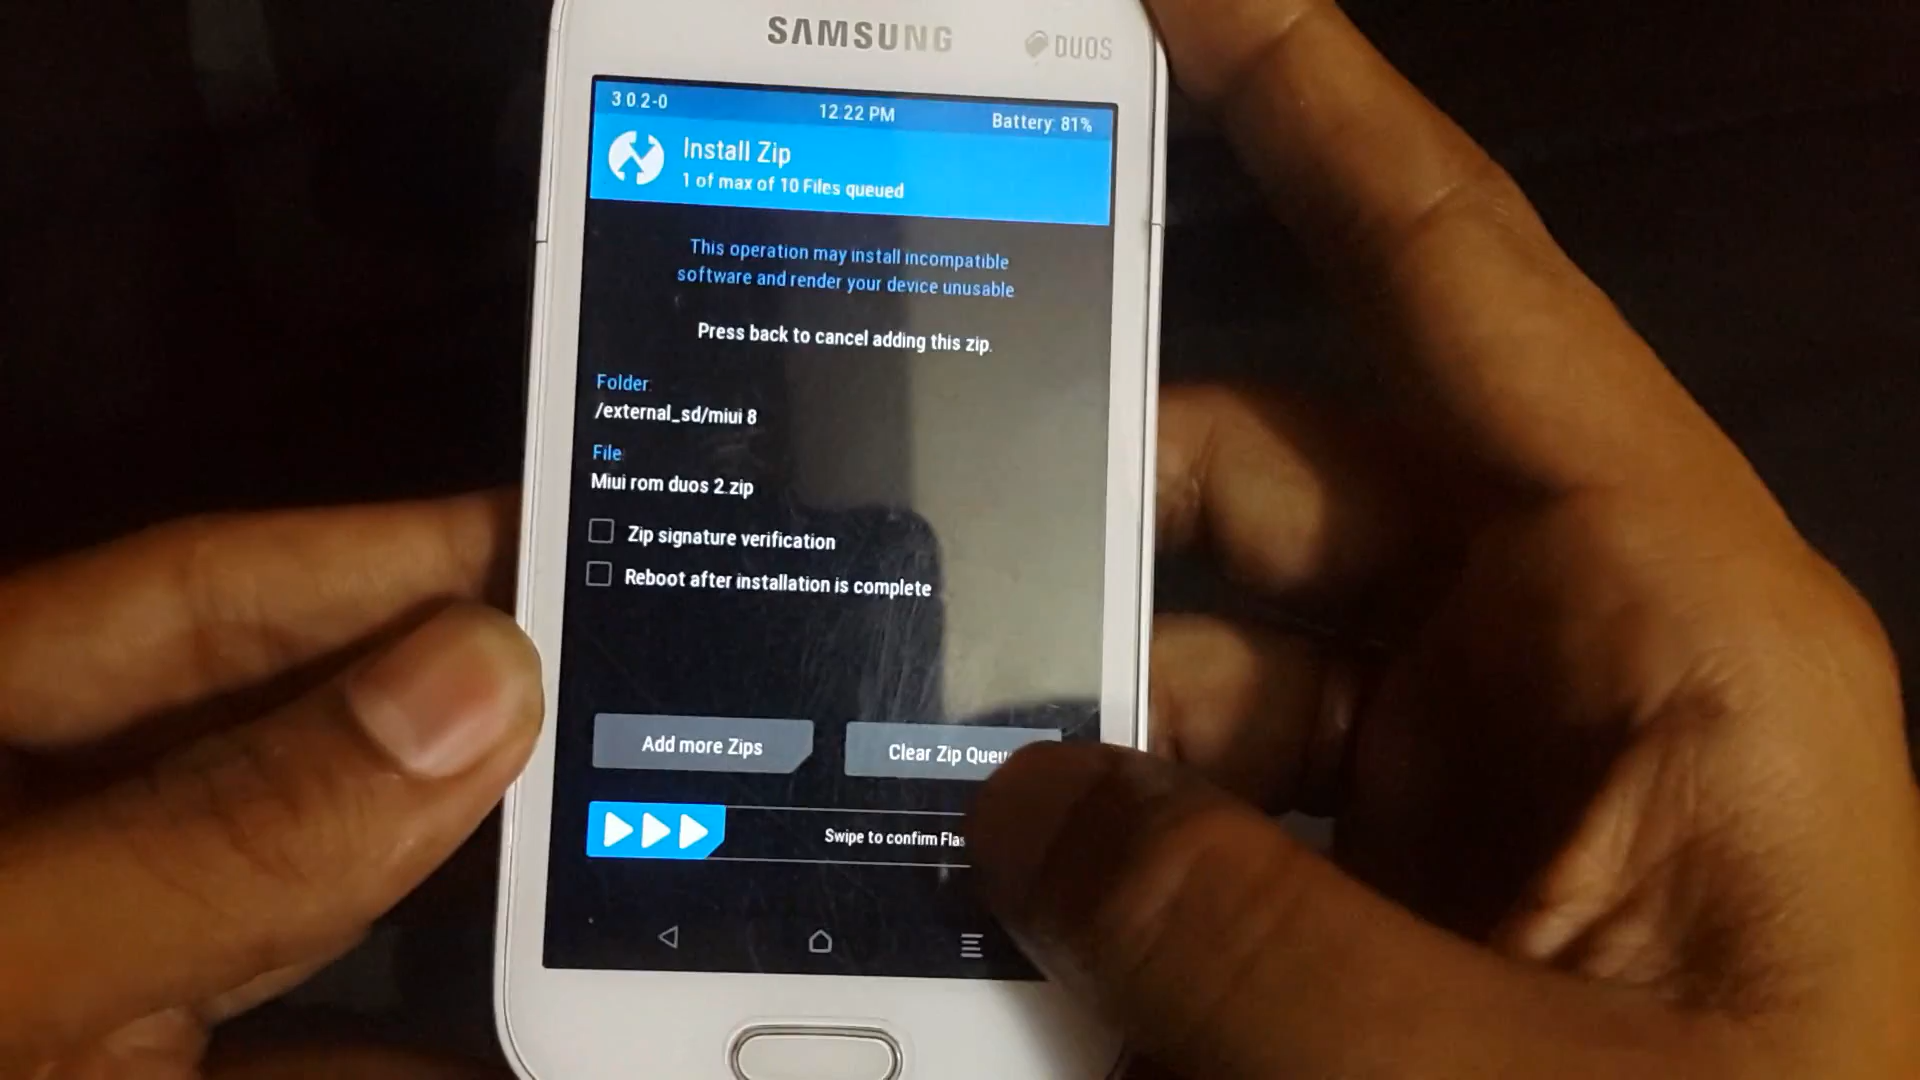 SAMSUNG
DUOS
3.0.2-0
12:22 PM
Battery: 81%
Install Zip
1 of max of 10 Files queued
This operation may install incompatible
software and render your device unusable
Press back to cancel adding this zip.
Folder:
/external_sd/miui 8
File:
Miui rom duos 2.zip
Zip signature verification
Reboot after installation is complete
Add more Zips
Clear Zip Queu
Swipe to confirm Fla